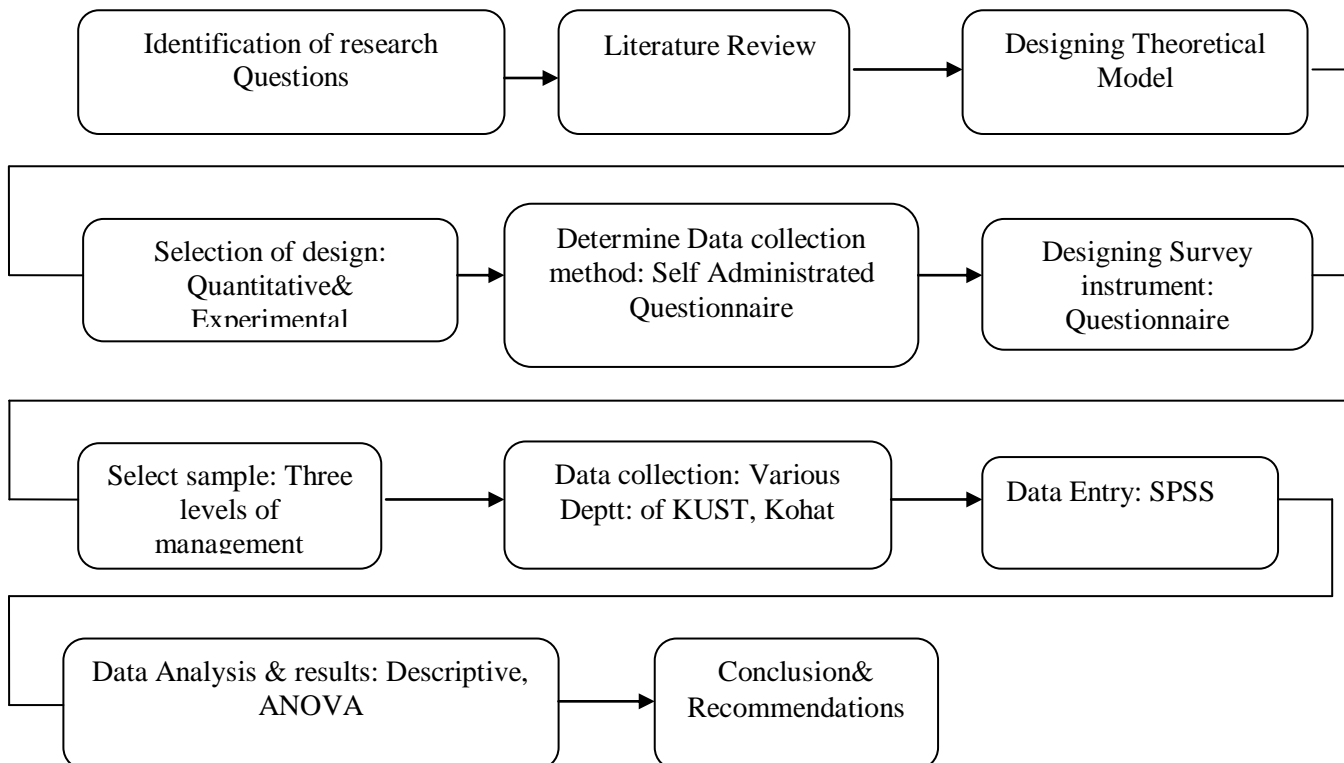 Identification of research
Questions
Literature Review
Designing Theoretical
Model
Selection of design:
Quantitative&
Experimental
Determine Data collection
method: Self Administrated
Questionnaire
Designing Survey
instrument:
Questionnaire
Select sample: Three
levels of
management
Data collection: Various
Deptt: of KUST, Kohat
Data Entry: SPSS
Data Analysis & results: Descriptive,
ANOVA
Conclusion&
Recommendations